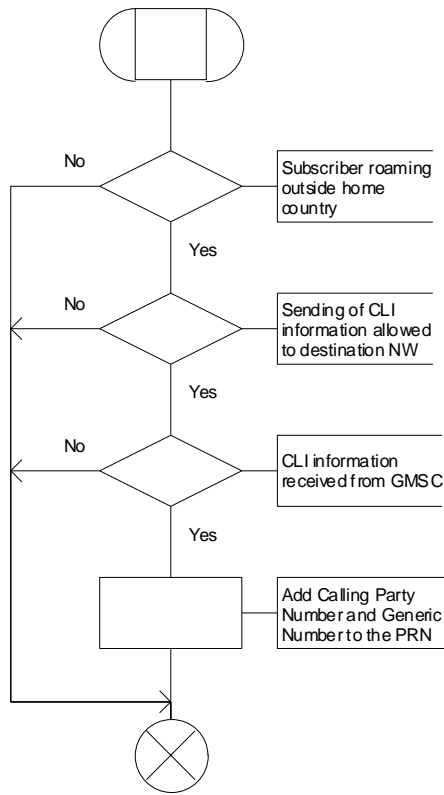 No
Subscriber roaming
outside home
country
Yes
No
Sending of CLI
information allowed
to destination NW
Yes
No
CLI information
received from GMSC
Yes
Add Calling Party
Number and Generic
Number to the PRN